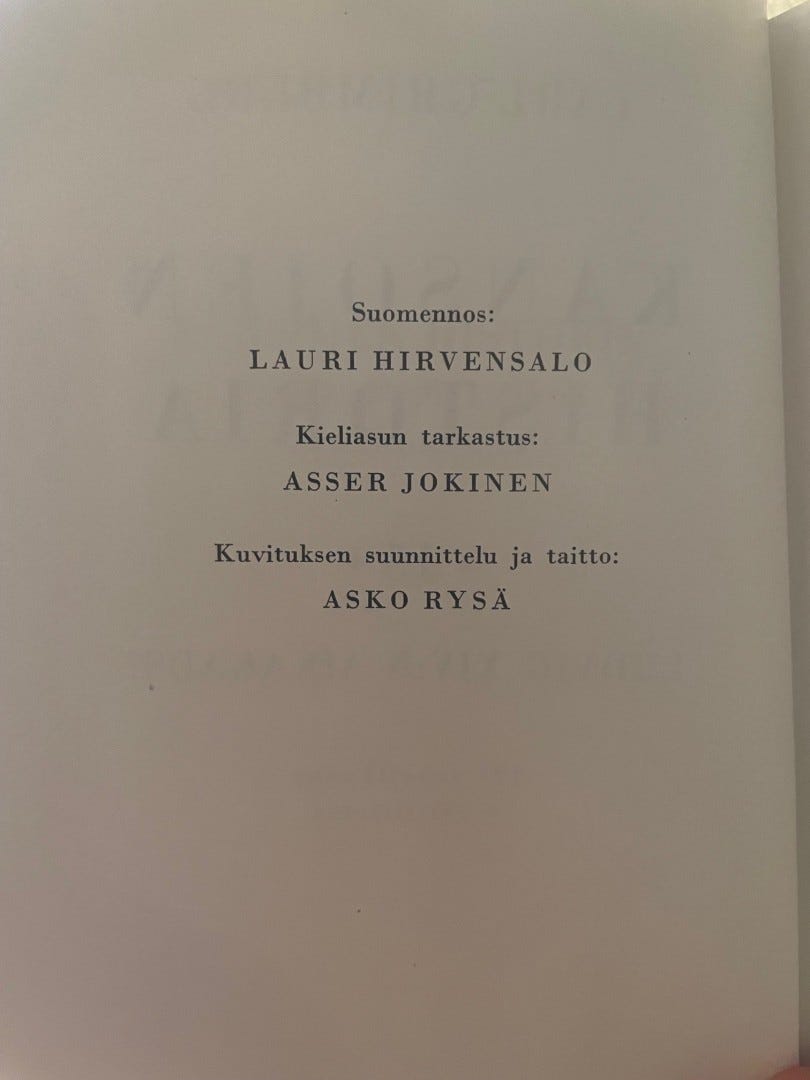 Suomennos:
LAURI HIRVENSALO
Kieliasun tarkastus:
ASSER JOKINEN
Kuvituksen suunnittelu ja taitto:
ASKO RYSÄ